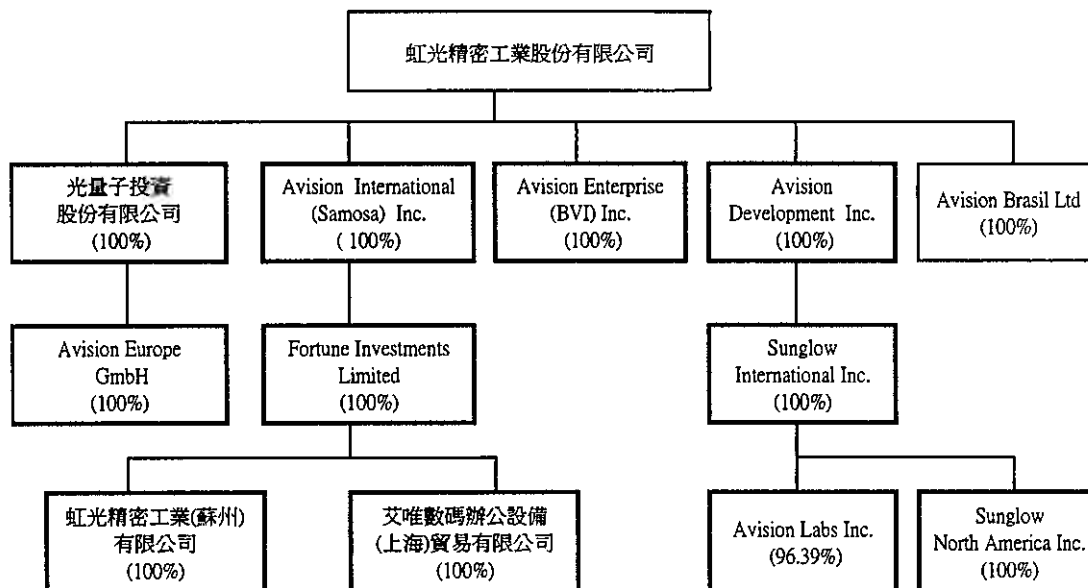 虹光精密工業股份有限公司
光量子投資
股份有限公司
(100%)
Avision International
(Samosa) Inc.
( 100%)
Avision Enterprise
(BVI) Inc.
(100%)
Avision
Development Inc.
(100%)
Avision Brasil Ltd
(100%)
Avision Europe
GmbH
(100%)
Fortune Investments
Limited
(100%)
Sunglow
International Inc.
(100%)
虹光精密工業(蘇州)
有限公司
(100%)
艾唯數碼辦公設備
(上海)貿易有限公司
(100%)
Avision Labs Inc.
(96.39%)
Sunglow
North America Inc.
(100%)